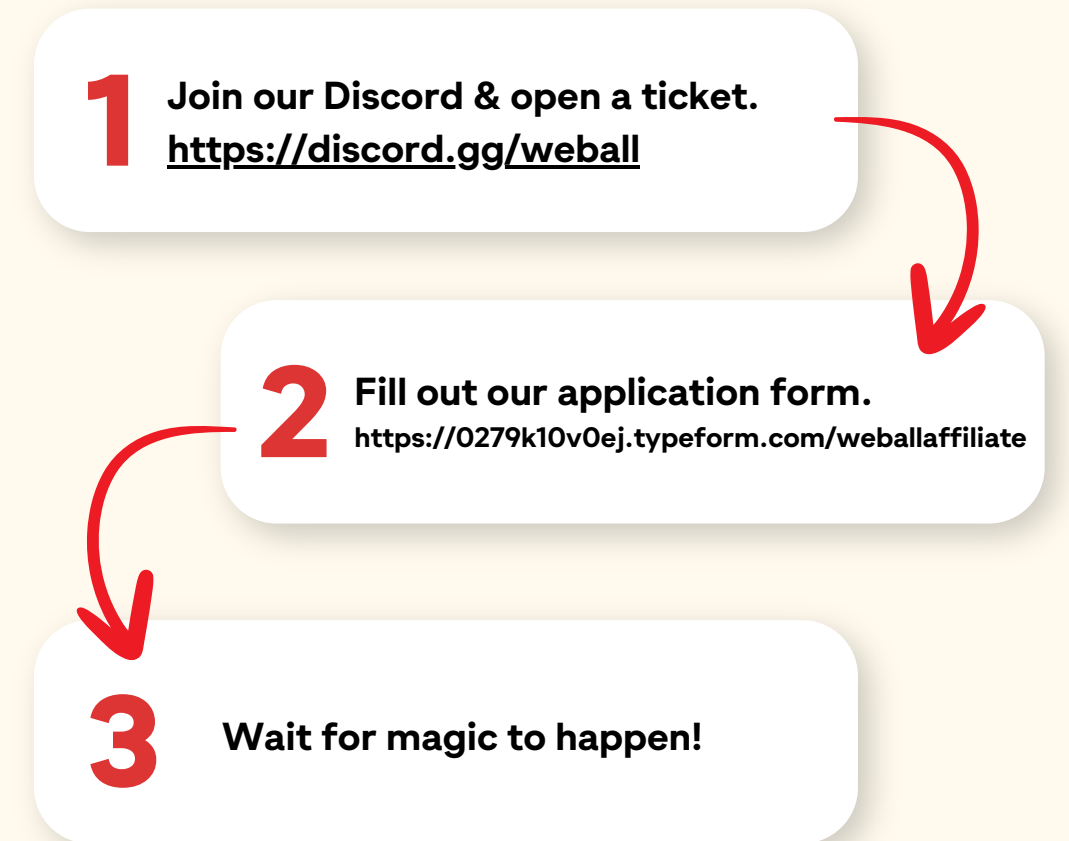 1
Join our Discord & open a ticket.
https://discord.gg/weball
2
Fill out our application form.
https://0279k10v0ej.typeform.com/weballaffiliate
3
Wait for magic to happen!